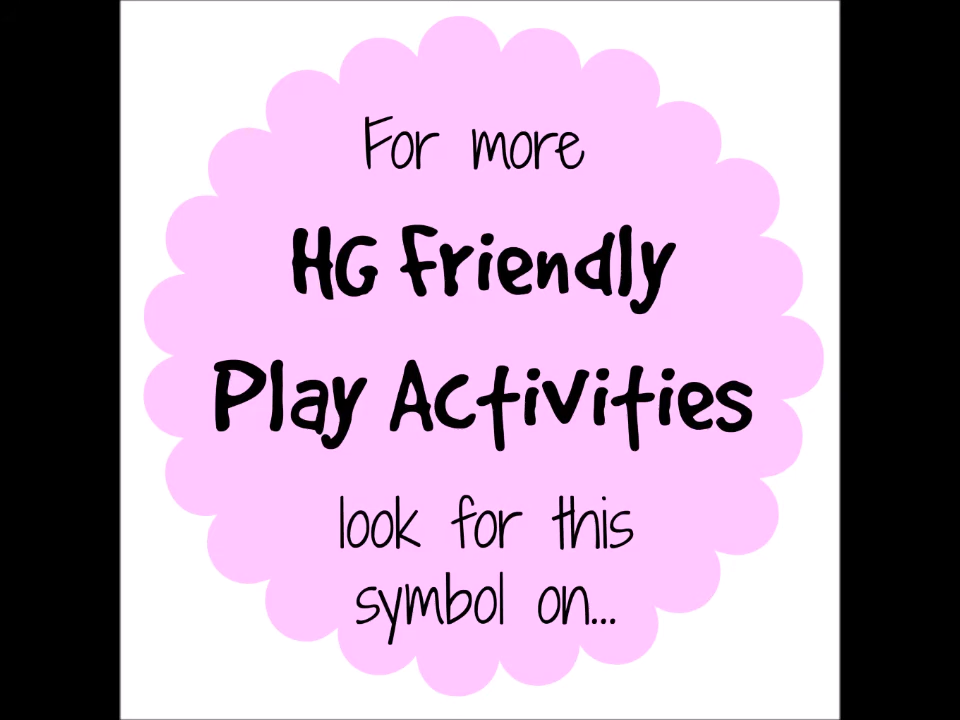 For more
HG Friendly
Play Activities
look for this
symbol on...